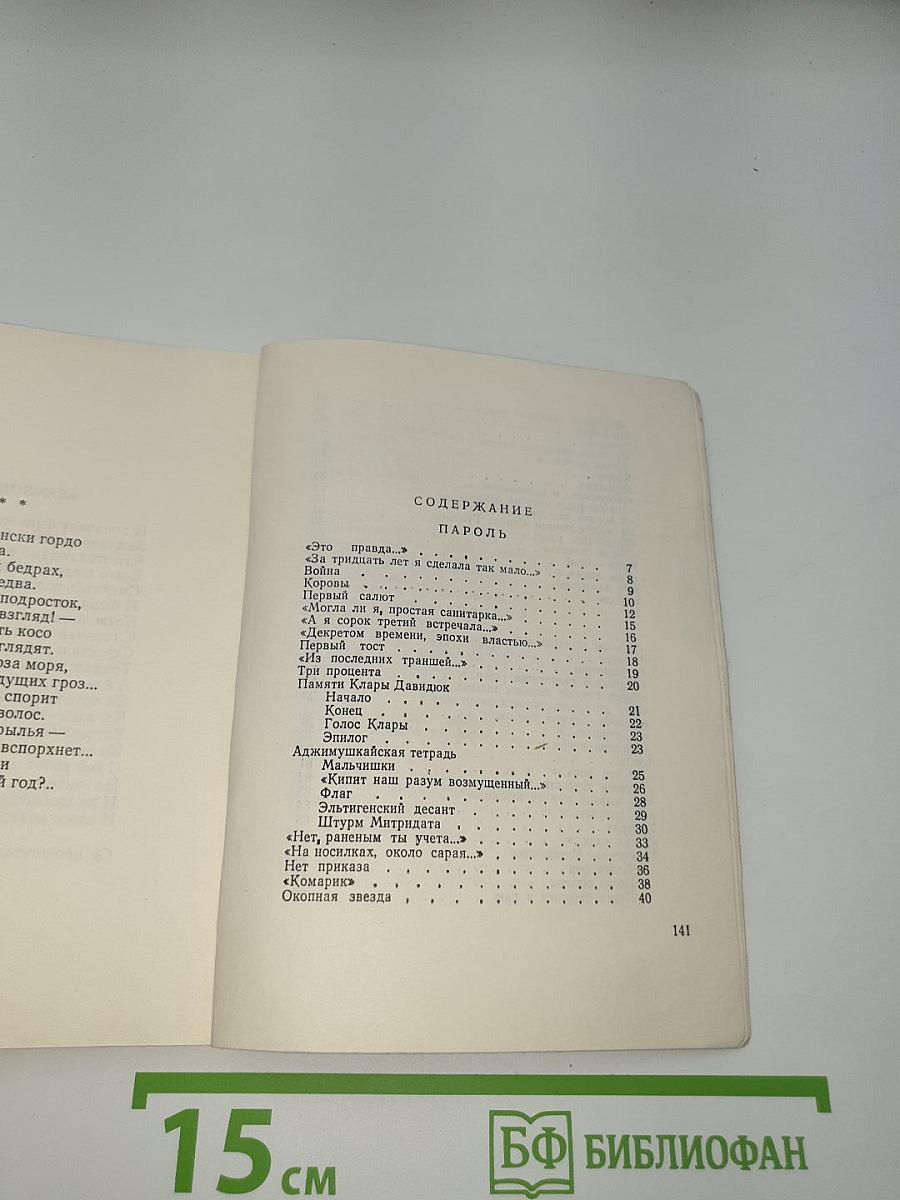 * *
нски гордо
а.
бедрах,
едва.
подросток,
взгляд! —
ть косо
глядят.
оза моря,
дущих гроз...
спорит
волос.
рылья —
вспорхнет...
и
й год?..
СОДЕРЖАНИЕ
ПАРОЛЬ
«Это правда...» 7
«За тридцать лет я сделала так мало...» 8
Война 9
Коровы 10
Первый салют 12
«Могла ли я, простая санитарка...» 15
«А я сорок третий встречала...» 16
«Декретом времени, эпохи властью...» 17
Первый тост 18
«Из последних траншей...» 19
Три процента 20
Памяти Клары Давидюк
Начало 21
Конец 22
Голос Клары 23
Эпилог 23
Аджимушкайская тетрадь
Мальчишки 25
«Кипит наш разум возмущенный...» 26
Флаг 28
Эльтигенский десант 29
Штурм Митридата 30
«Нет, раненым ты учета...» 33
«На носилках, около сарая...» 34
Нет приказа 36
«Комарик» 38
Окопная звезда 40
141
15 см
БФ БИБЛИОФАН